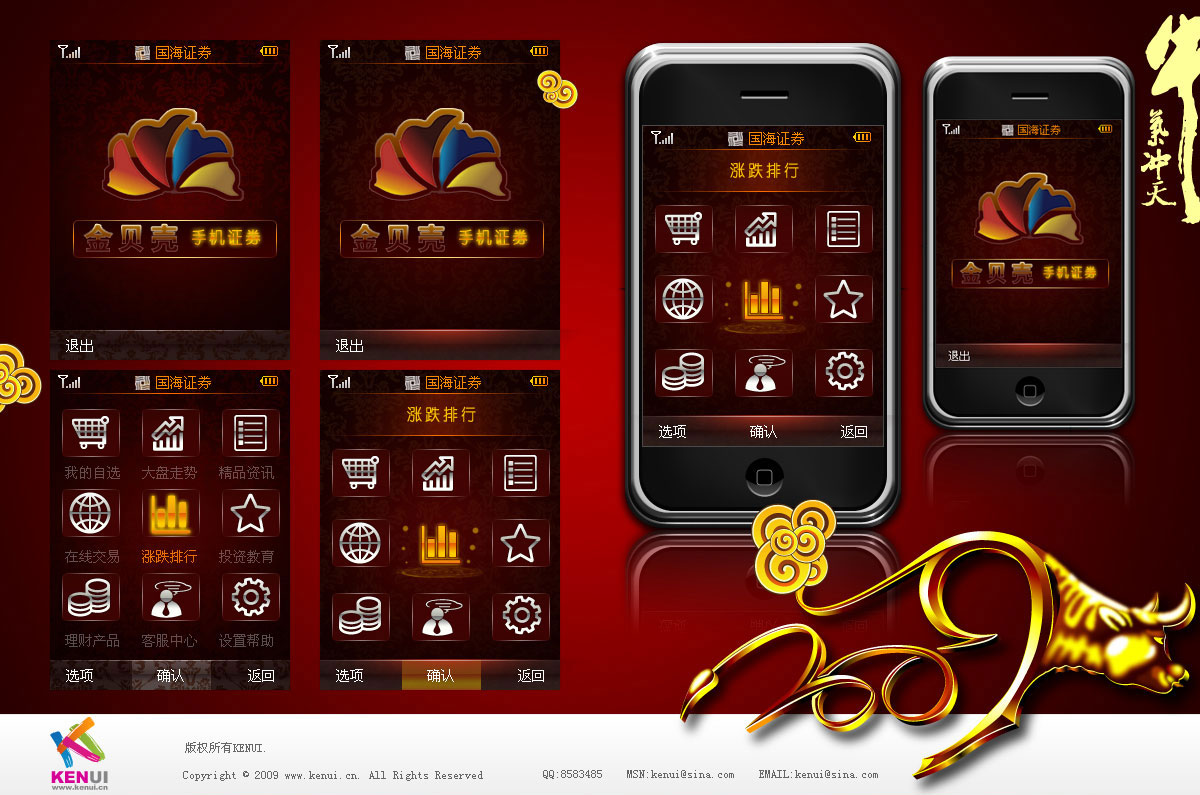 国海证券
金贝壳 手机证券
退出
国海证券
金贝壳 手机证券
退出
国海证券
我的自选 大盘走势 精品资讯
在线交易 涨跌排行 投资教育
理财产品 客服中心 设置帮助
选项 确认 返回
国海证券
涨跌排行
选项 确认 返回
国海证券
涨跌排行
选项 确认 返回
国海证券
金贝壳 手机证券
退出
牛
气冲天
2009
KENUI
www.kenui.cn
版权所有KENUI.
Copyright © 2009 www.kenui.cn. All Rights Reserved
QQ:8583485 MSN:kenui@sina.com EMAIL:kenui@sina.com